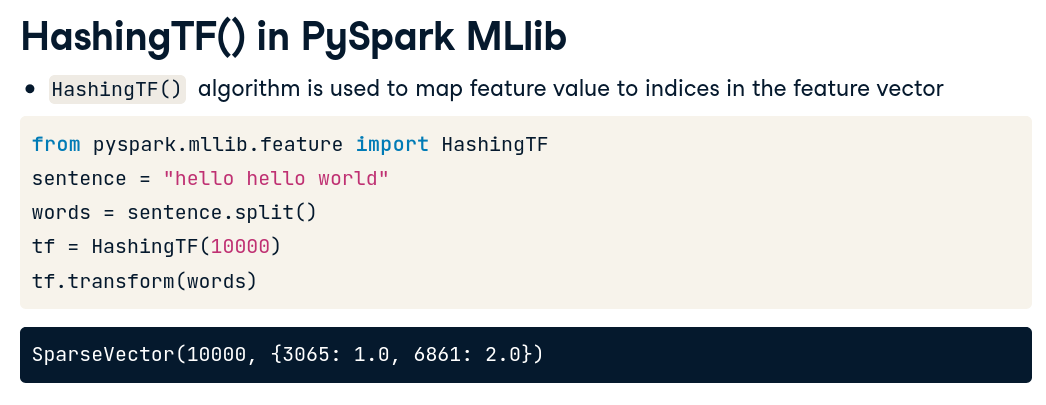 HashingTF() in PySpark MLlib
• HashingTF() algorithm is used to map feature value to indices in the feature vector
from pyspark.mllib.feature import HashingTF
sentence = "hello hello world"
words = sentence.split()
tf = HashingTF(10000)
tf.transform(words)
SparseVector(10000, {3065: 1.0, 6861: 2.0})